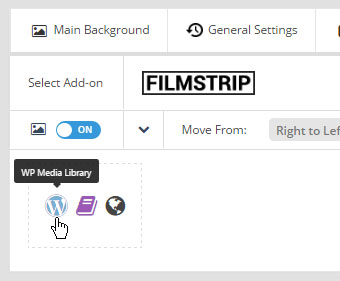 Main Background
General Settings
Select Add-on
FILMSTRIP
ON
Move From:
Right to Lef
WP Media Library